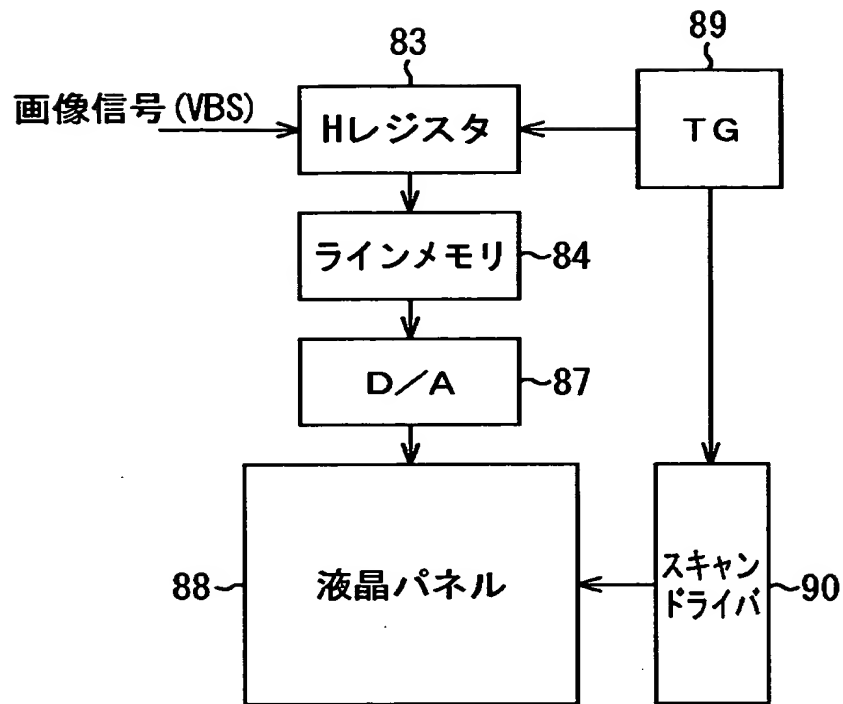 83
89
画像信号(VBS)
Hレジスタ
TG
ラインメモリ
84
D/A
87
88
液晶パネル
スキャン
ドライバ
90